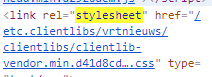 <link rel="stylesheet" href="/
etc.clientlibs/vrtnieuws/
clientlibs/clientlib-
vendor.min.d41d8cd….css" type=